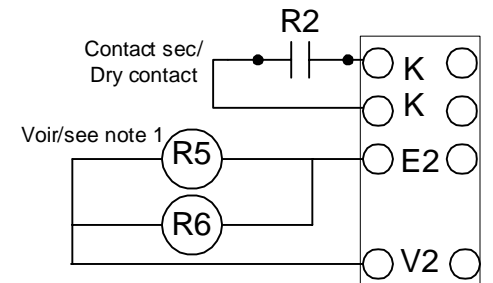 R2
Contact sec/
Dry contact
K
K
Voir/see note 1
R5
E2
R6
V2